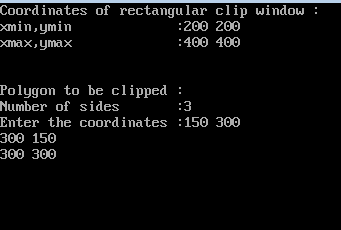 Coordinates of rectangular clip window :
xmin,ymin :200 200
xmax,ymax :400 400
Polygon to be clipped :
Number of sides :3
Enter the coordinates :150 300
300 150
300 300